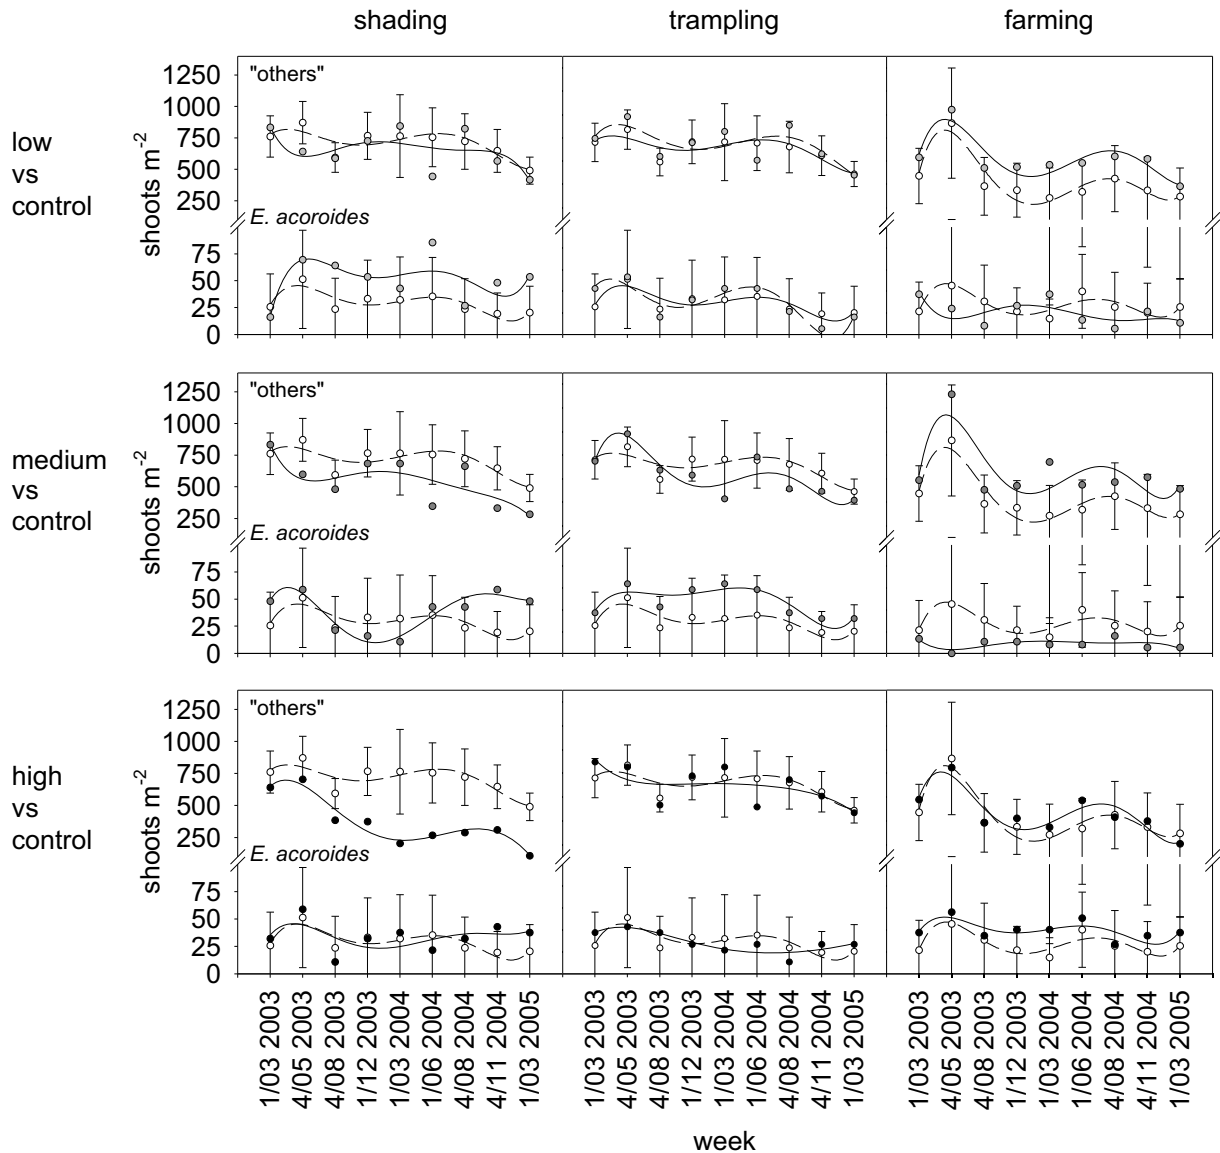 shading trampling farming
low
vs
control
shoots m-2
1250
1000
750
500
250
75
50
25
0
"others"
E. acoroides
medium
vs
control
shoots m-2
1250
1000
750
500
250
75
50
25
0
"others"
E. acoroides
high
vs
control
shoots m-2
1250
1000
750
500
250
75
50
25
0
"others"
E. acoroides
1/03 2003
4/05 2003
4/08 2003
1/12 2003
1/03 2004
1/06 2004
4/08 2004
4/11 2004
1/03 2005
1/03 2003
4/05 2003
4/08 2003
1/12 2003
1/03 2004
1/06 2004
4/08 2004
4/11 2004
1/03 2005
1/03 2003
4/05 2003
4/08 2003
1/12 2003
1/03 2004
1/06 2004
4/08 2004
4/11 2004
1/03 2005
week